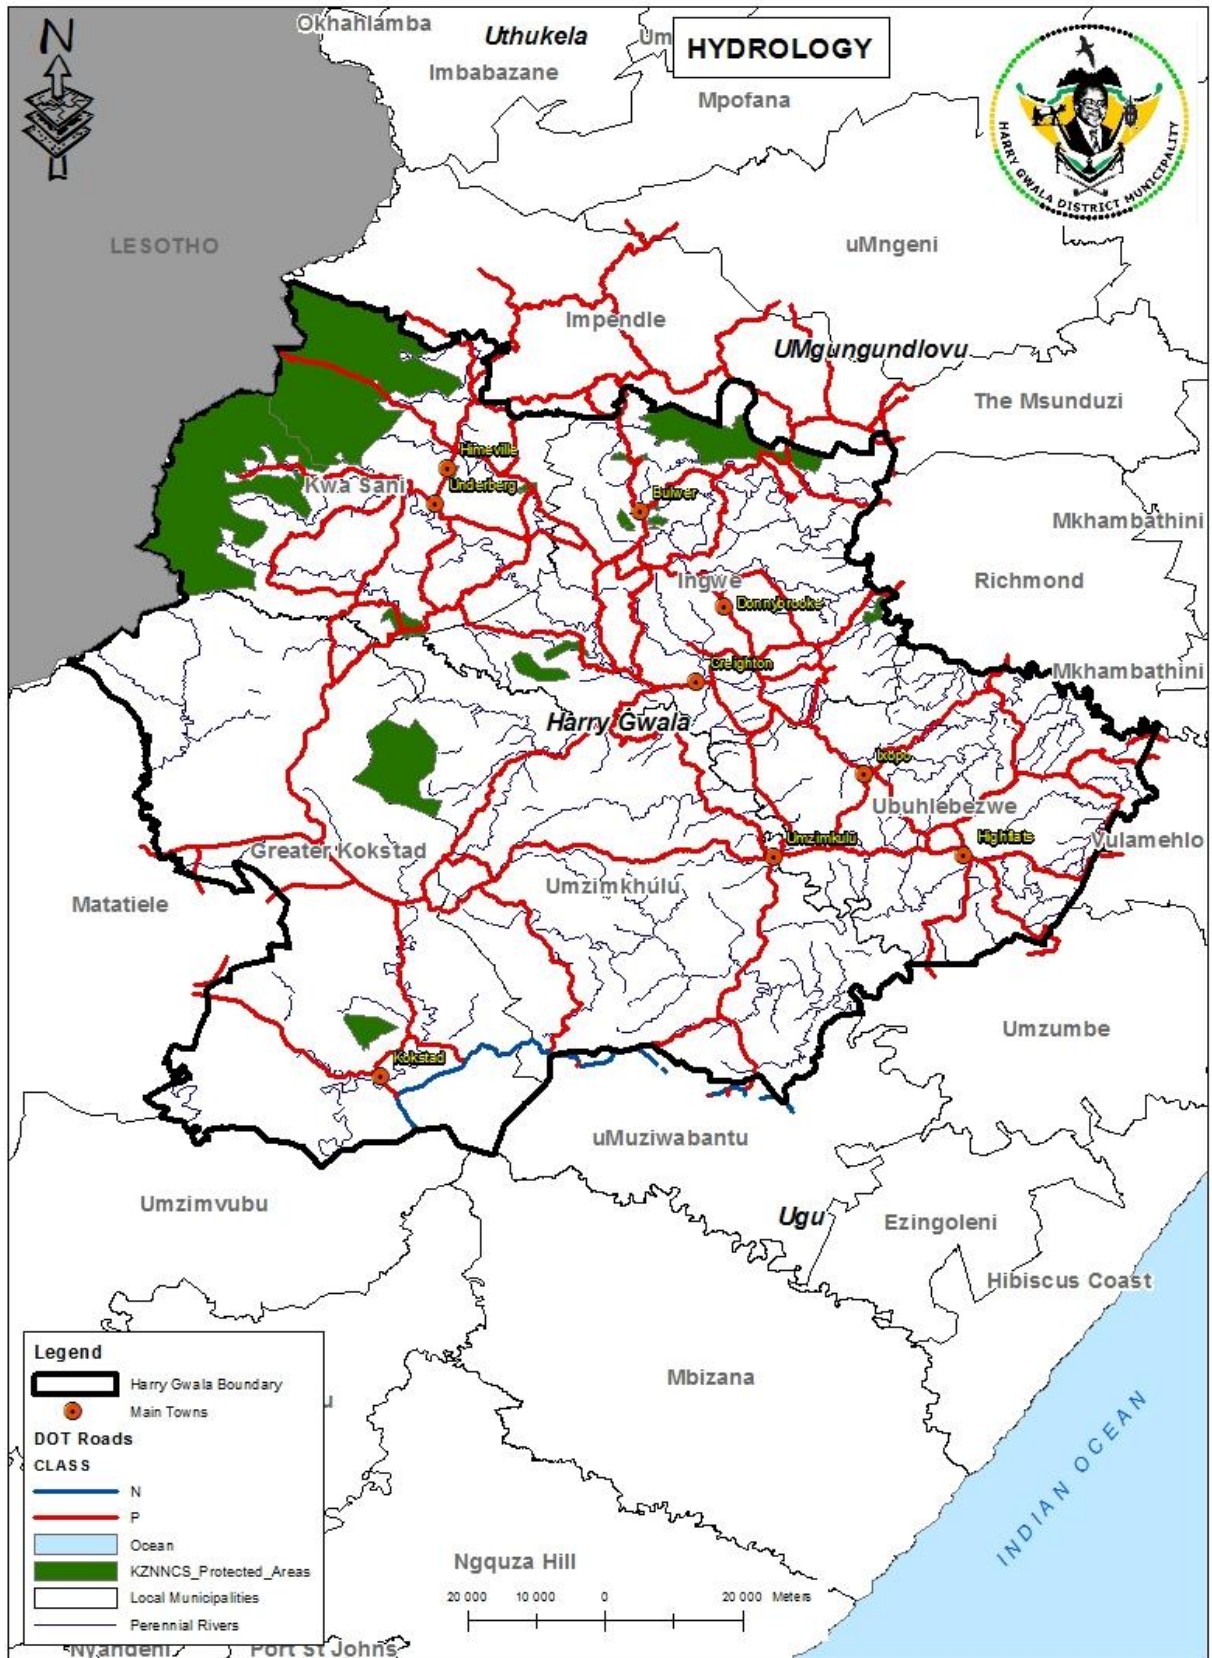 N
Okhahlamba
Uthukela
Um
HYDROLOGY
Imbabazane
Mpofana
HARRY GWALA DISTRICT MUNICIPALITY
LESOTHO
uMngeni
Impendle
UMgungundlovu
The Msunduzi
Himeville
Kwa Sani
Underberg
Bulwer
Mkhambathini
Ingwe
Richmond
Donnybrooke
Creighton
Mkhambathini
Harry Gwala
Ixopo
Ubuhlebezwe
Umzimkulu
Highflats
Vulamehlo
Greater Kokstad
Umzimkhulu
Matatiele
Umzumbe
Kokstad
uMuziwabantu
Umzimvubu
Ugu
Ezingoleni
Hibiscus Coast
Mbizana
INDIAN OCEAN
Ngquza Hill
Legend
Harry Gwala Boundary
u
Main Towns
DOT Roads
CLASS
N
P
Ocean
KZNNCS_Protected_Areas
Local Municipalities
Perennial Rivers
20 000 10 000 0 20 000 Meters
Nyandeni
Port St Johns